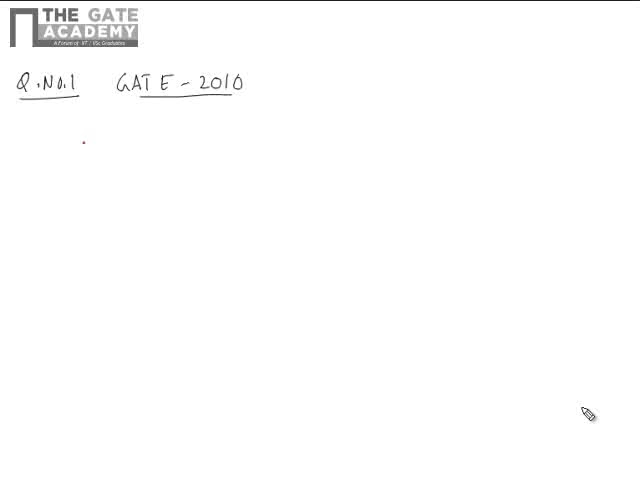 THE GATE
ACADEMY
A Forum of IIT / IISc Graduates
Q.No.1 GATE - 2010